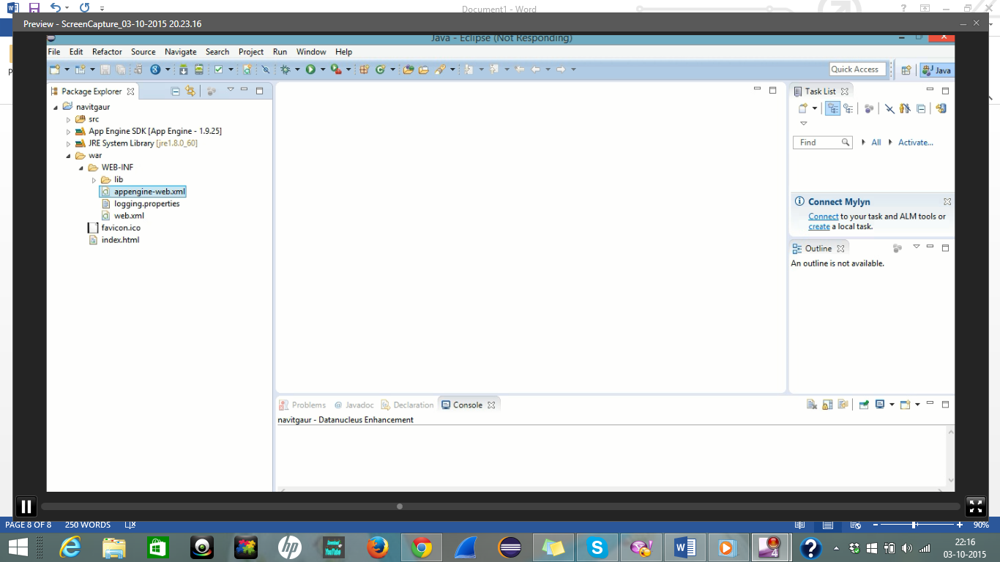 Document1 - Word
Preview - ScreenCapture_03-10-2015 20.23.16
Java - Eclipse (Not Responding)
File Edit Refactor Source Navigate Search Project Run Window Help
Quick Access
Java
Package Explorer
navitgaur
src
App Engine SDK [App Engine - 1.9.25]
JRE System Library [jre1.8.0_60]
war
WEB-INF
lib
appengine-web.xml
logging.properties
web.xml
favicon.ico
index.html
Task List
Find All Activate...
Connect Mylyn
Connect to your task and ALM tools or
create a local task.
Outline
An outline is not available.
Problems @ Javadoc Declaration Console
navitgaur - Datanucleus Enhancement
PAGE 8 OF 8 250 WORDS
90%
22:16
03-10-2015